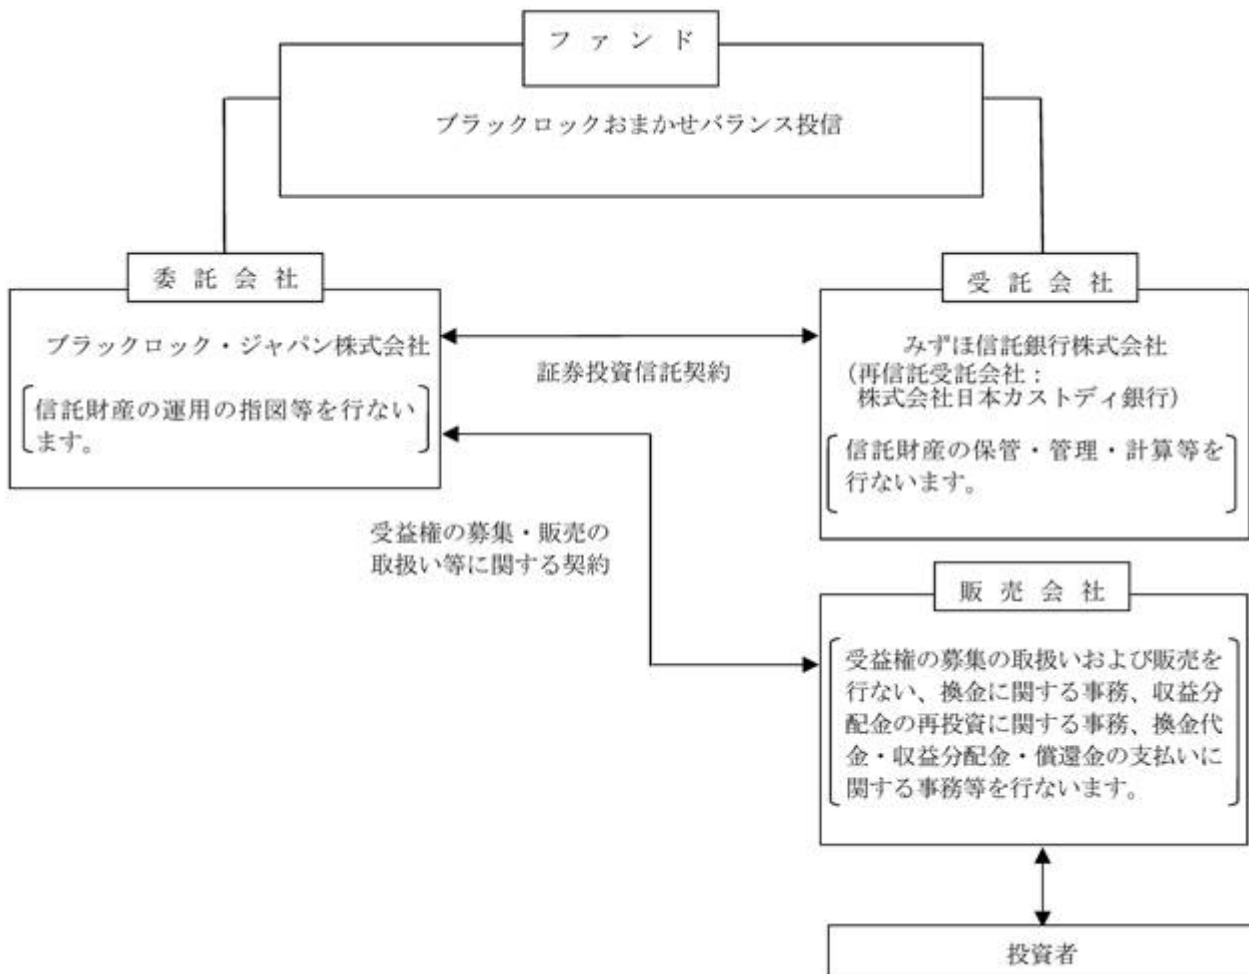 ファンド
ブラックロックおまかせバランス投信
委託会社
ブラックロック・ジャパン株式会社
信託財産の運用の指図等を行ない
ます。
証券投資信託契約
受託会社
みずほ信託銀行株式会社
(再信託受託会社:
株式会社日本カストディ銀行)
信託財産の保管・管理・計算等を
行ないます。
受益権の募集・販売の
取扱い等に関する契約
販売会社
受益権の募集の取扱いおよび販売を
行ない、換金に関する事務、収益分
配金の再投資に関する事務、換金代
金・収益分配金・償還金の支払いに
関する事務等を行ないます。
投資者